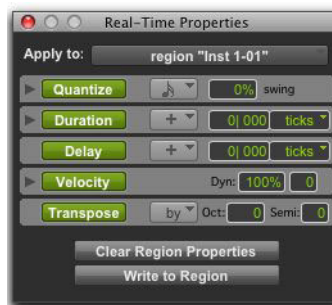 Real-Time Properties
Apply to: region "Inst 1-01"
Quantize 0% swing
Duration + 0| 000 ticks
Delay + 0| 000 ticks
Velocity Dyn: 100% 0
Transpose by Oct: 0 Semi: 0
Clear Region Properties
Write to Region